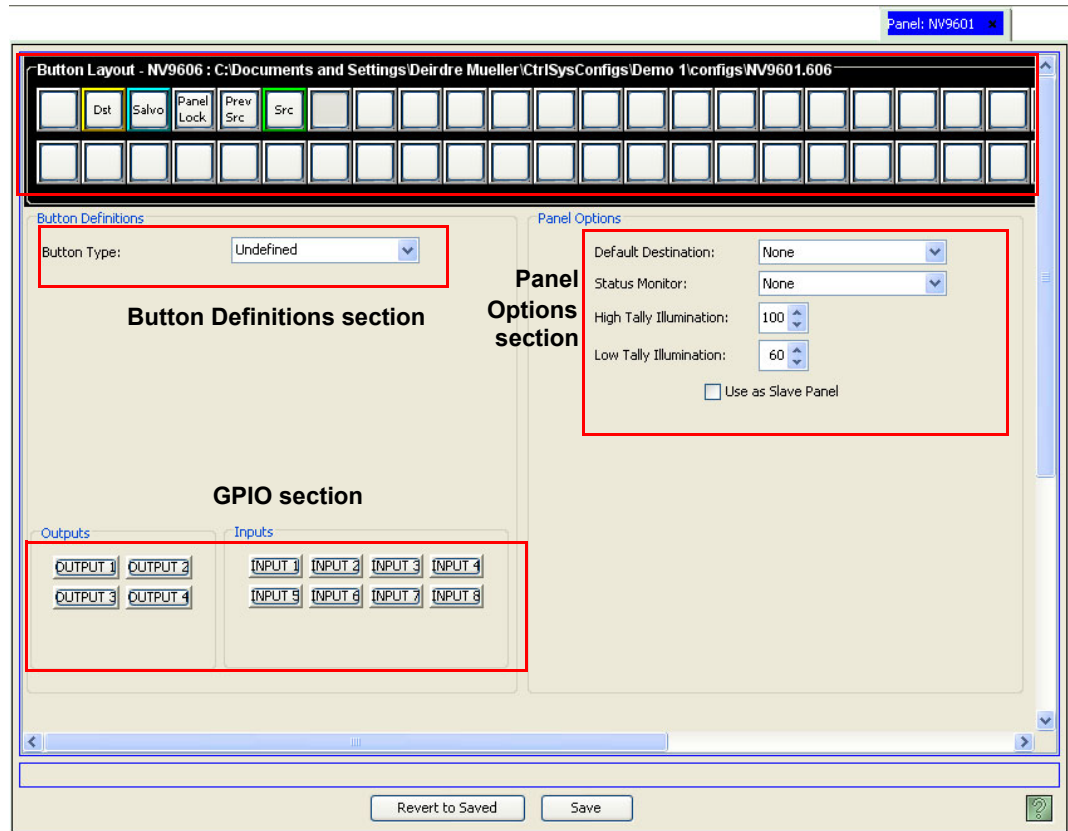 Panel: NV9601 ×
Button Layout - NV9606 : C:\Documents and Settings\Deirdre Mueller\CtrlSysConfigs\Demo 1\configs\NV9601.606
Dst
Salvo
Panel
Lock
Prev
Src
Src
Button Definitions
Button Type:
Undefined
Button Definitions section
Panel Options
Default Destination:
None
Status Monitor:
None
High Tally Illumination:
100
Low Tally Illumination:
60
Use as Slave Panel
Panel
Options
section
GPIO section
Outputs
OUTPUT 1 OUTPUT 2
OUTPUT 3 OUTPUT 4
Inputs
INPUT 1 INPUT 2 INPUT 3 INPUT 4
INPUT 5 INPUT 6 INPUT 7 INPUT 8
Revert to Saved
Save
?